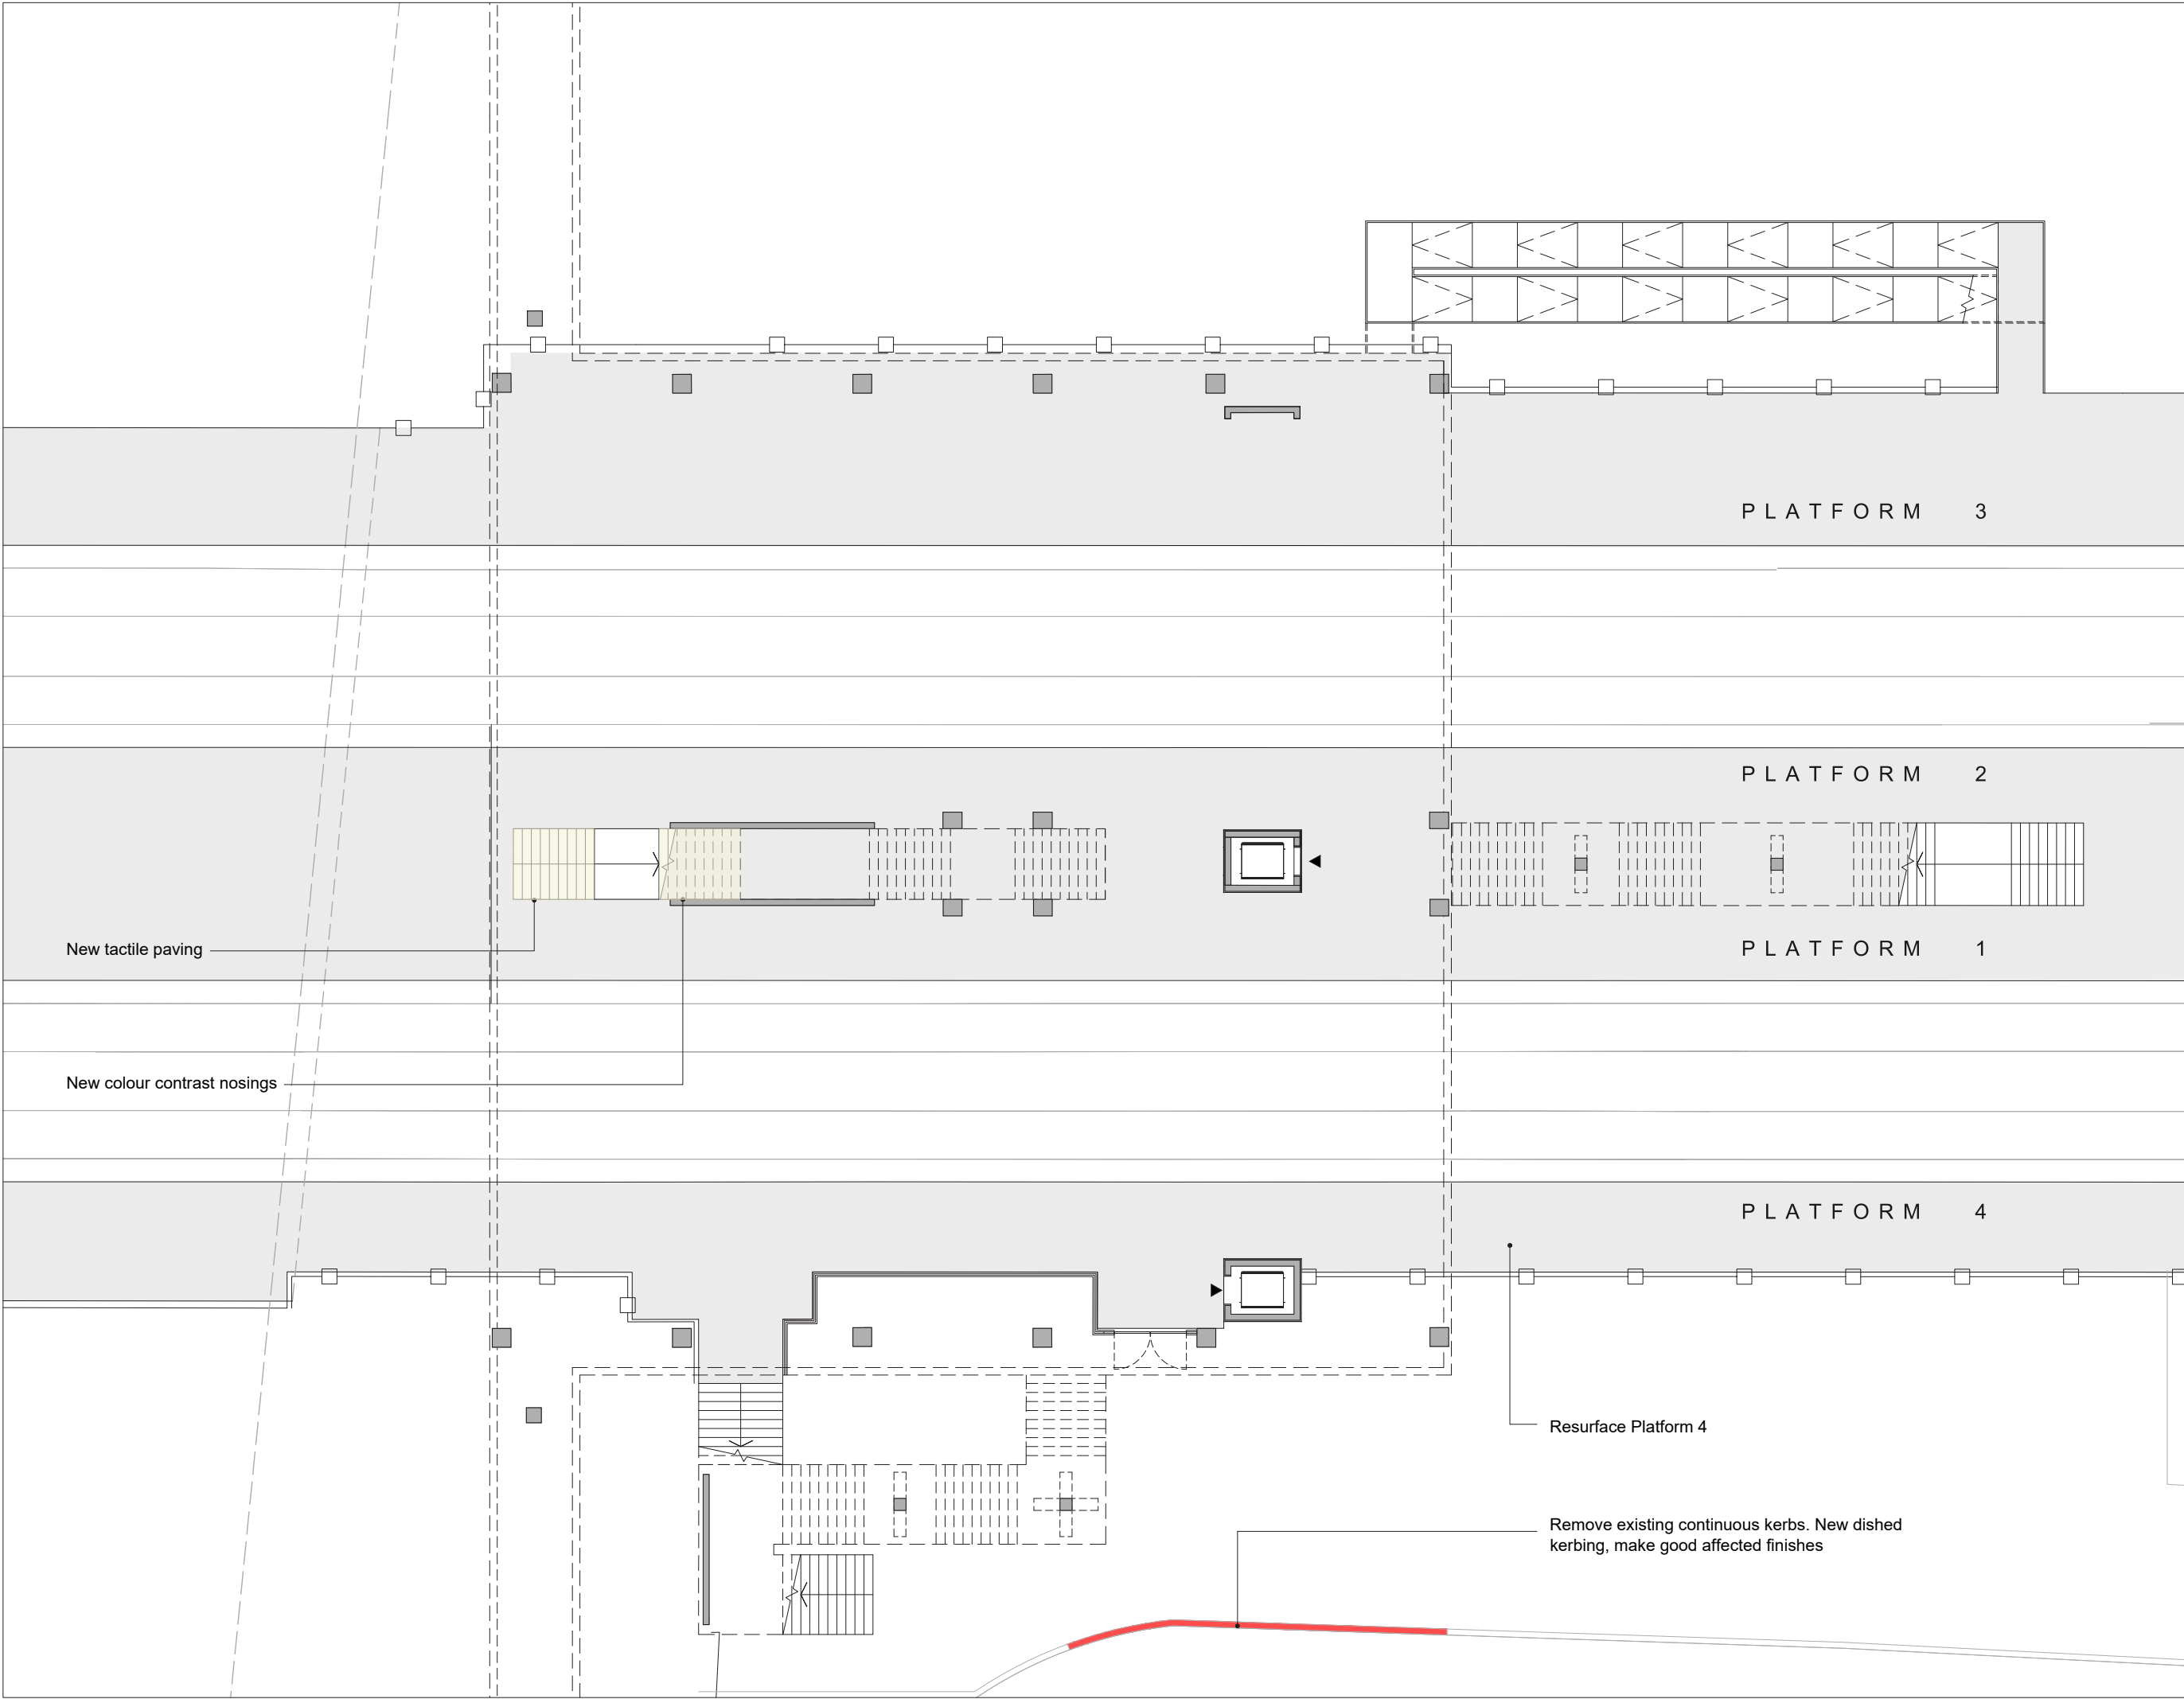 PLATFORM 3
PLATFORM 2
New tactile paving
PLATFORM 1
New colour contrast nosings
PLATFORM 4
Resurface Platform 4
Remove existing continuous kerbs. New dished
kerbing, make good affected finishes